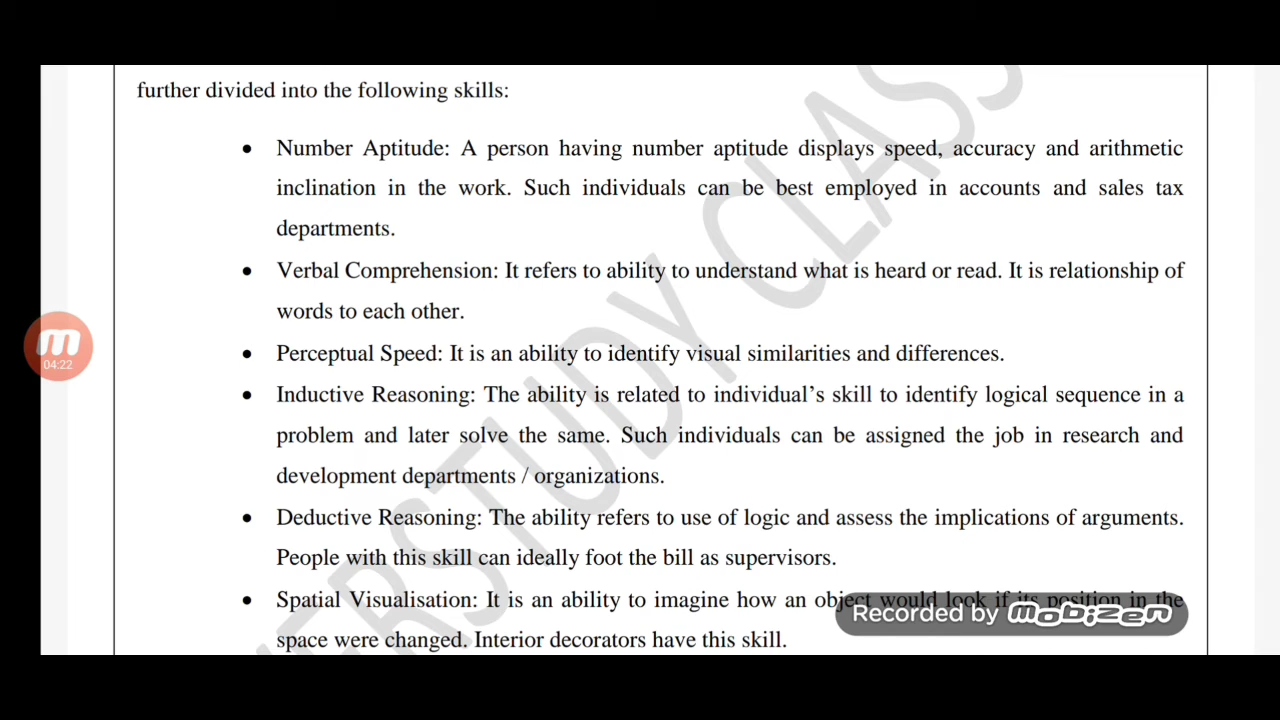 further divided into the following skills:
• Number Aptitude: A person having number aptitude displays speed, accuracy and arithmetic
inclination in the work. Such individuals can be best employed in accounts and sales tax
departments.
• Verbal Comprehension: It refers to ability to understand what is heard or read. It is relationship of
words to each other.
• Perceptual Speed: It is an ability to identify visual similarities and differences.
• Inductive Reasoning: The ability is related to individual’s skill to identify logical sequence in a
problem and later solve the same. Such individuals can be assigned the job in research and
development departments / organizations.
• Deductive Reasoning: The ability refers to use of logic and assess the implications of arguments.
People with this skill can ideally foot the bill as supervisors.
• Spatial Visualisation: It is an ability to imagine how an object would look if its position in the
space were changed. Interior decorators have this skill.
m
04:22
Recorded by mobizen